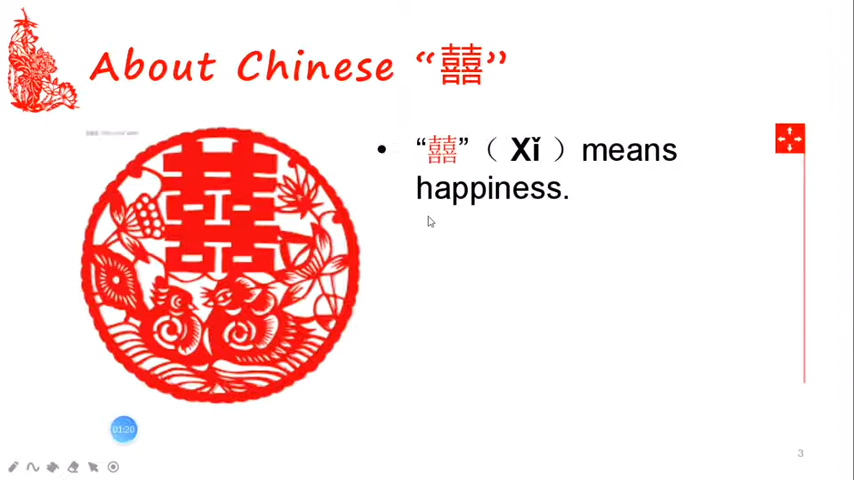 About Chinese “囍”
• “囍”（ Xǐ ）means
happiness.
01:20
3